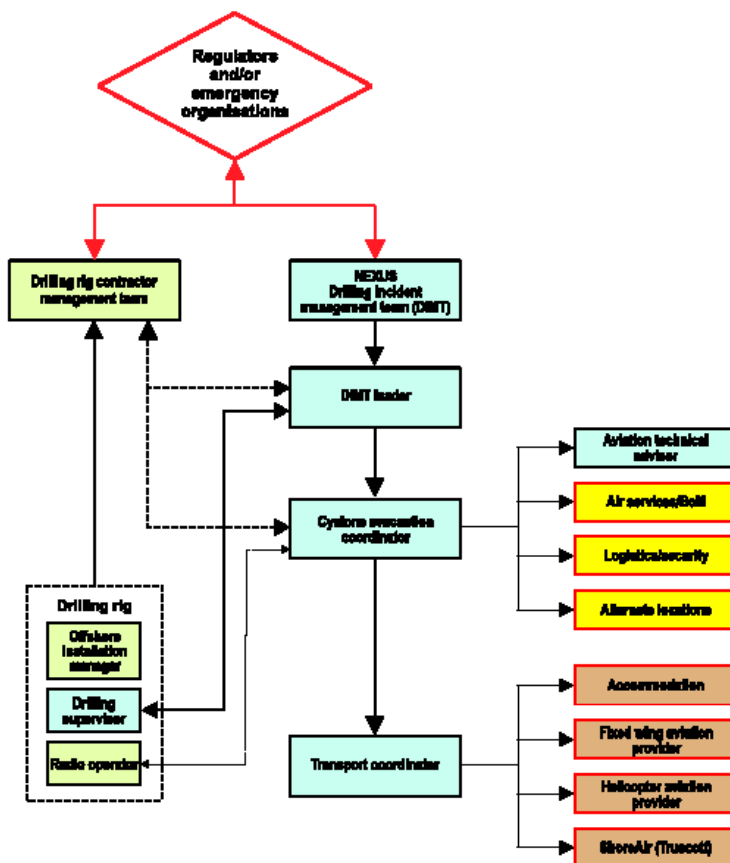 Regulators
and/or
emergency
organisations
Drilling rig contractor
management team
NEXUS
Drilling incident
management team (DIMT)
DIMT leader
Aviation technical
adviser
Air services/BoM
Cyclone evacuation
coordinator
Logistics/security
Alternate locations
Drilling rig
Offshore
installation
manager
Drilling
supervisor
Radio operator
Transport coordinator
Accommodation
Fixed wing aviation
provider
Helicopter aviation
provider
ShoreAir (Truscott)